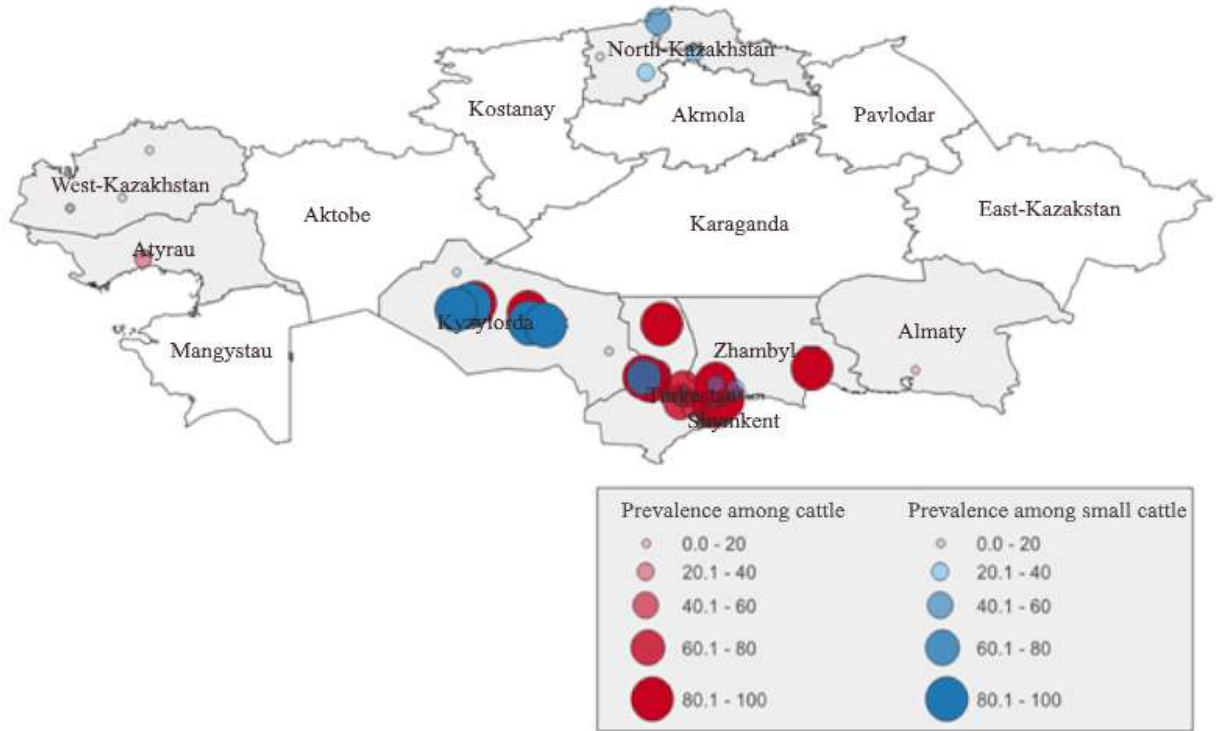 North-Kazakhstan
Kostanay
Akmola
Pavlodar
West-Kazakhstan
Aktobe
Karaganda
East-Kazakstan
Atyrau
Kyzylorda
Almaty
Mangystau
Zhambyl
Shymkent
Prevalence among cattle
0.0 - 20
20.1 - 40
40.1 - 60
60.1 - 80
80.1 - 100
Prevalence among small cattle
0.0 - 20
20.1 - 40
40.1 - 60
60.1 - 80
80.1 - 100